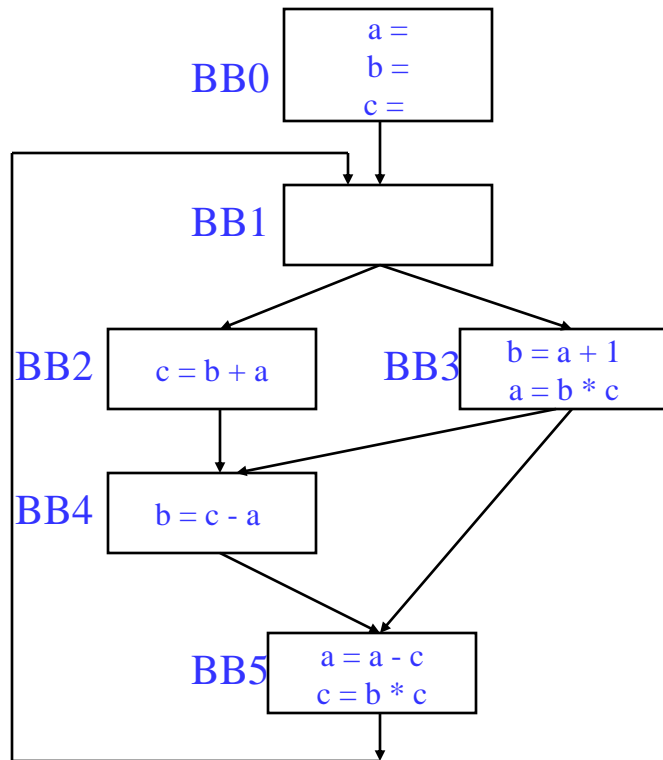 BB0
a =
b =
c =
BB1
BB2
c = b + a
BB3
b = a + 1
a = b * c
BB4
b = c - a
BB5
a = a - c
c = b * c